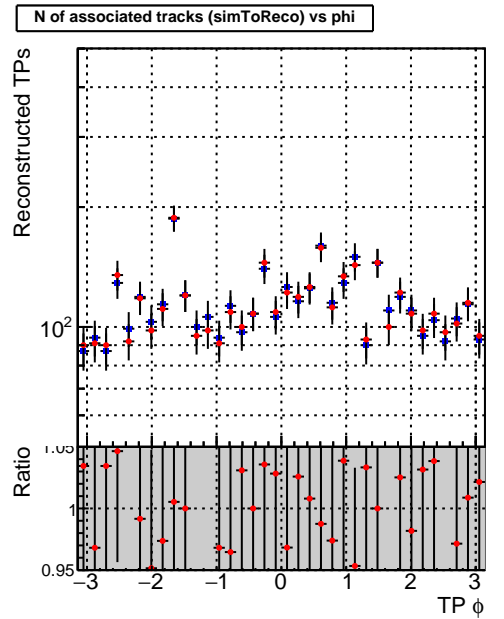 N of associated tracks (simToReco) vs phi
Reconstructed TPs
10²
Ratio
1.05
1
0.95
−3 −2 −1 0 1 2 3
TP ϕ